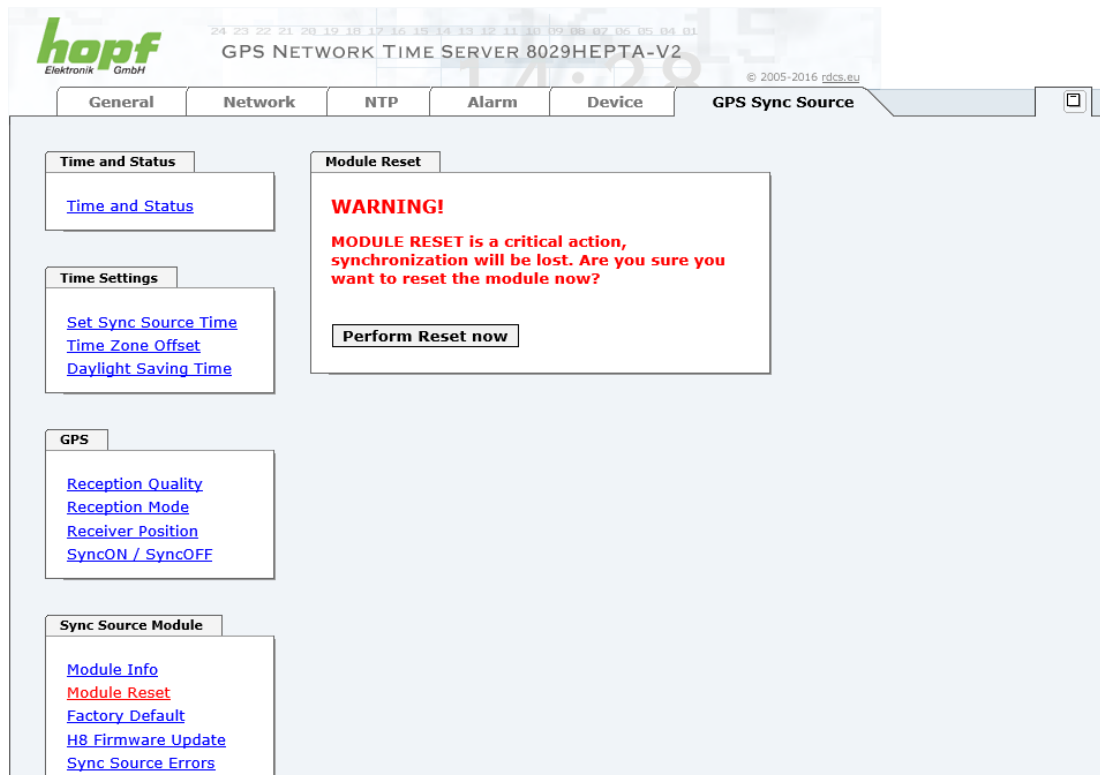 hopf
Elektronik GmbH
24 23 22 21 20 19 18 17 16 15 14 13 12 11 10 09 08 07 06 05 04 01
GPS NETWORK TIME SERVER 8029HEPTA-V2
© 2005-2016 rdcs.eu
General
Network
NTP
Alarm
Device
GPS Sync Source
Time and Status
Time and Status
Time Settings
Set Sync Source Time
Time Zone Offset
Daylight Saving Time
GPS
Reception Quality
Reception Mode
Receiver Position
SyncON / SyncOFF
Sync Source Module
Module Info
Module Reset
Factory Default
H8 Firmware Update
Sync Source Errors
Module Reset
WARNING!
MODULE RESET is a critical action,
synchronization will be lost. Are you sure you
want to reset the module now?
Perform Reset now